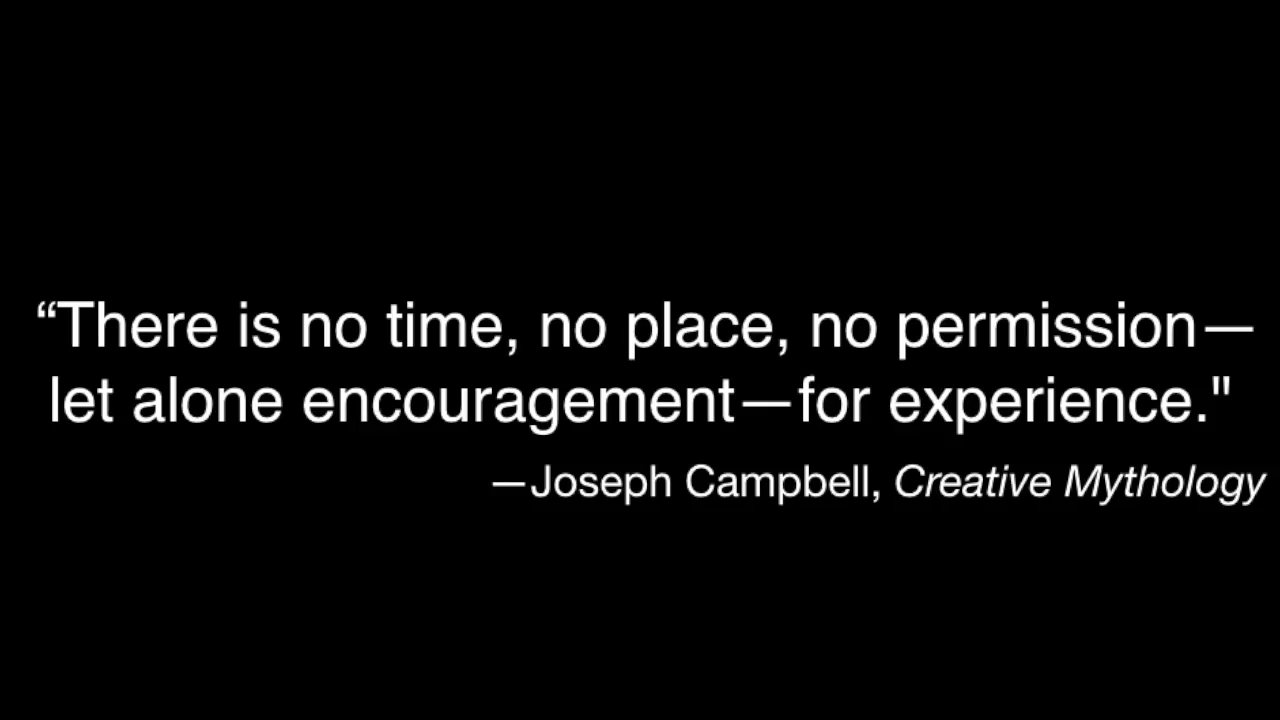 “There is no time, no place, no permission—
let alone encouragement—for experience."
—Joseph Campbell, Creative Mythology